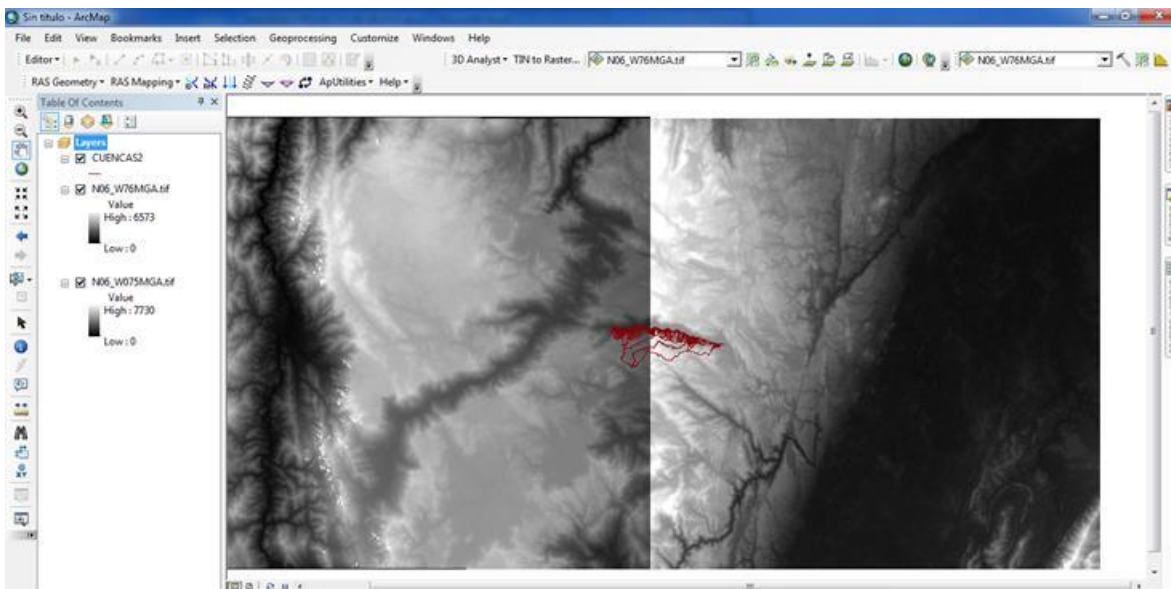 Sin título - ArcMap
File Edit View Bookmarks Insert Selection Geoprocessing Customize Windows Help
Editor 3D Analyst TIN to Raster... N06_W76MGA.tif N06_W76MGA.tif
RAS Geometry RAS Mapping ApUtilities Help
Table Of Contents
Layers
CUENCAS2
N06_W76MGA.tif
Value
High : 6573
Low : 0
N06_W075MGA.tif
Value
High : 7730
Low : 0
XY